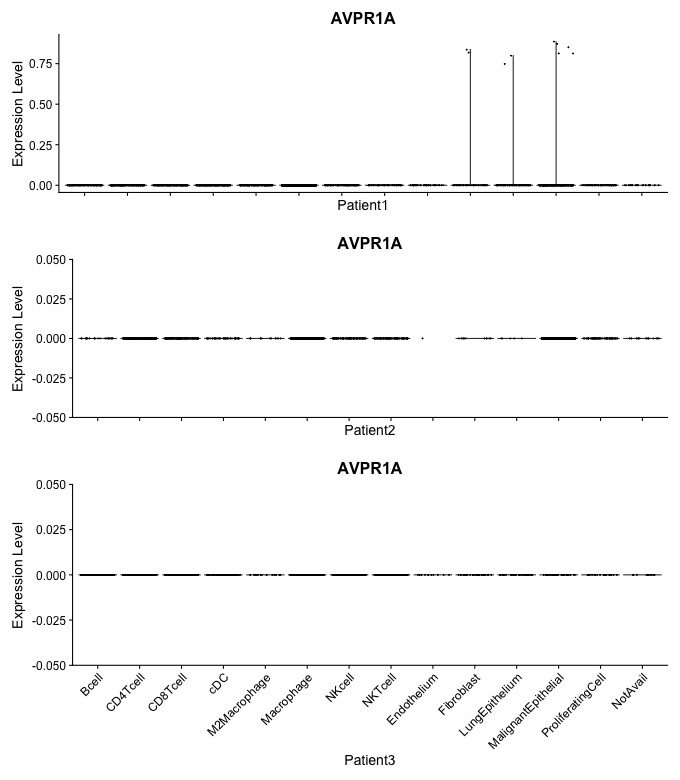 AVPR1A
Expression Level
0.75
0.50
0.25
0.00
Patient1
AVPR1A
Expression Level
0.050
0.025
0.000
-0.025
-0.050
Patient2
AVPR1A
Expression Level
0.050
0.025
0.000
-0.025
-0.050
Bcell
CD4Tcell
CD8Tcell
cDC
M2Macrophage
Macrophage
NKcell
NKTcell
Endothelium
Fibroblast
LungEpithelium
MalignantEpithelial
ProliferatingCell
NotAvail
Patient3